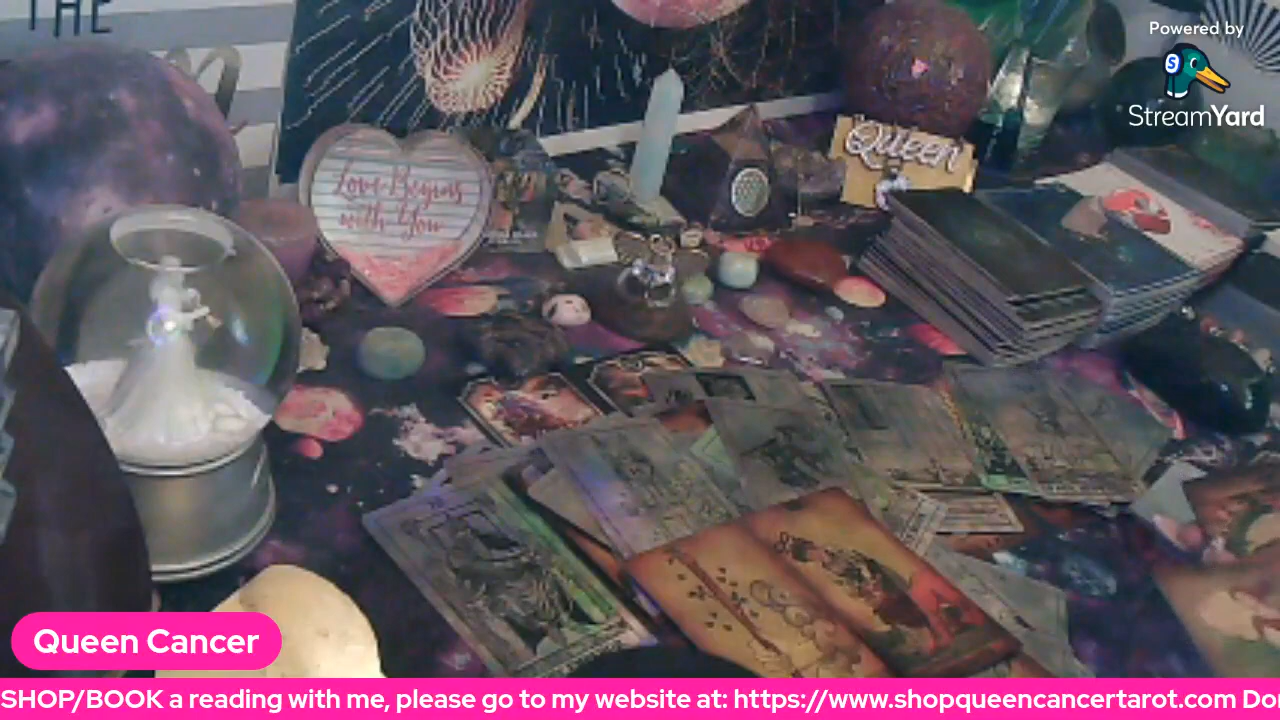 THE
Powered by
S
StreamYard
Queen
Love Begins
with You
Queen Cancer
SHOP/BOOK a reading with me, please go to my website at: https://www.shopqueencancertarot.com Do